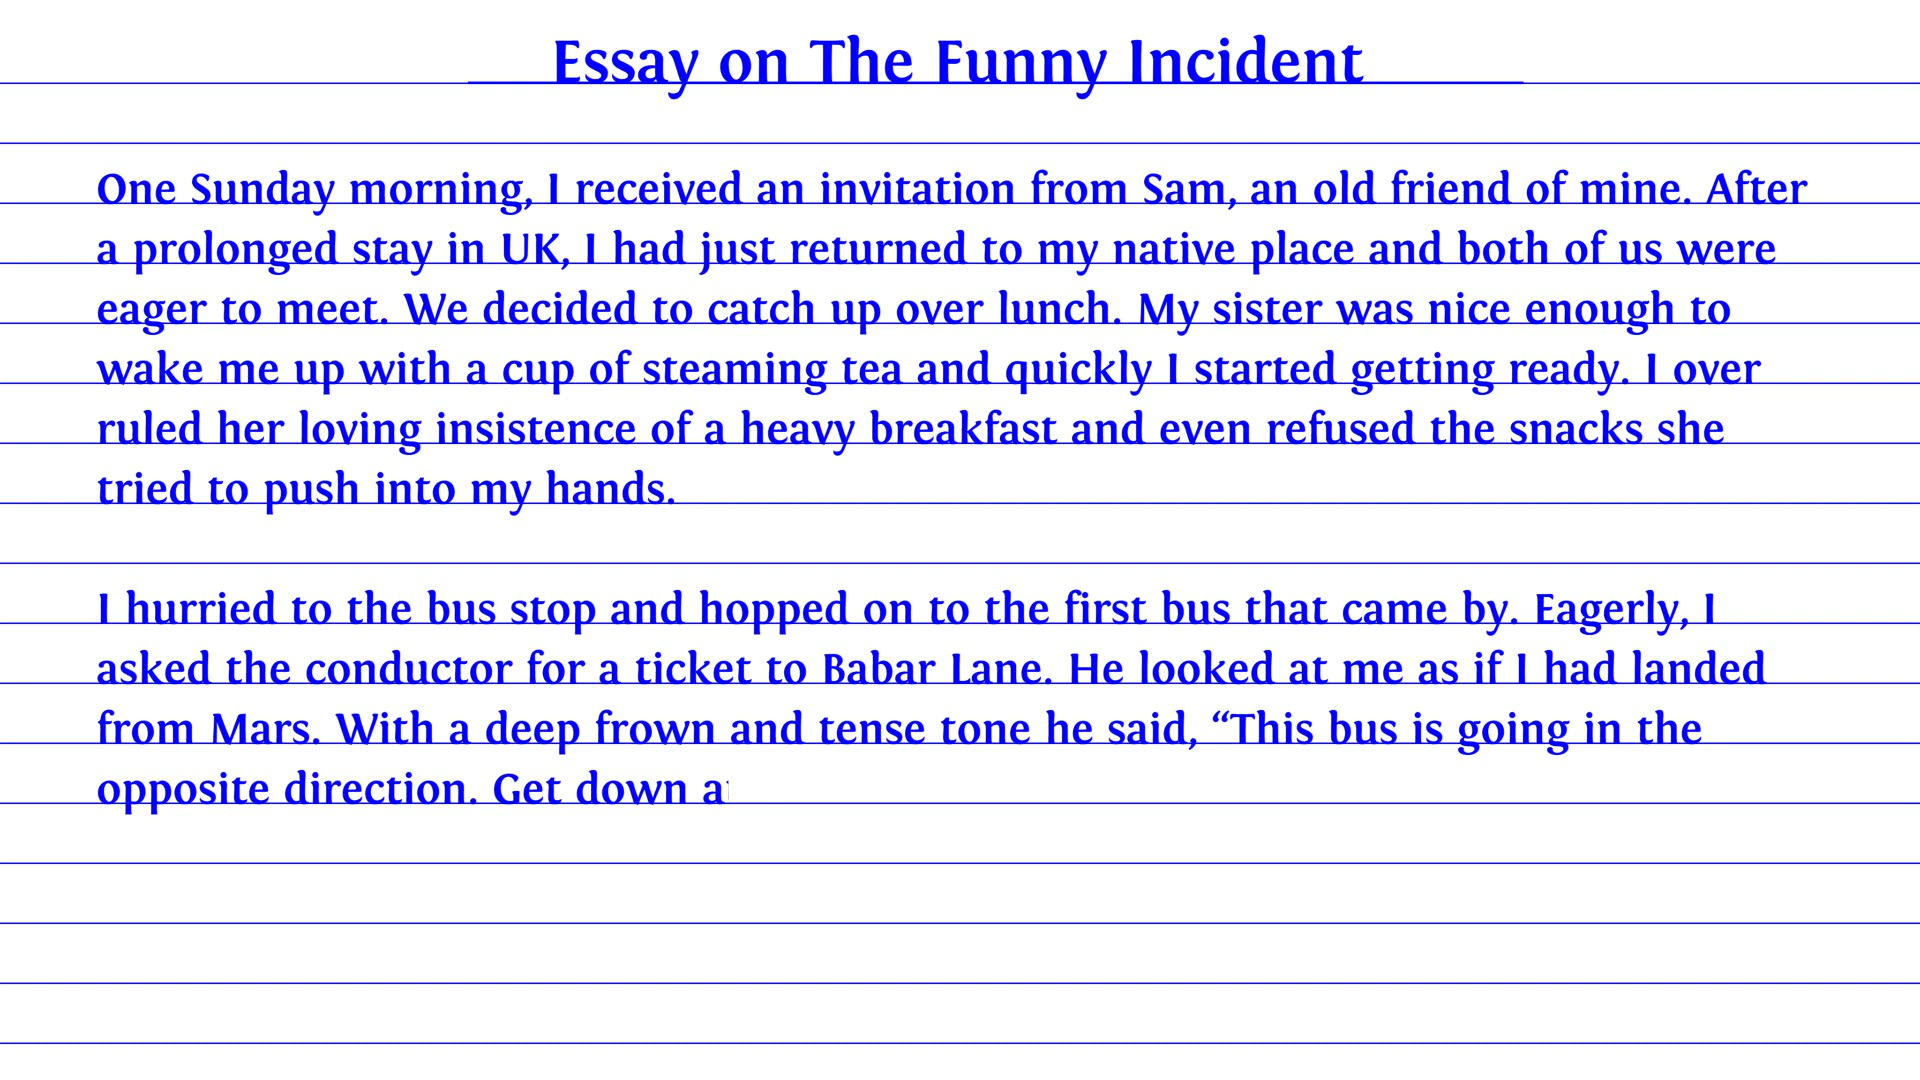 Essay on The Funny Incident
One Sunday morning, I received an invitation from Sam, an old friend of mine. After
a prolonged stay in UK, I had just returned to my native place and both of us were
eager to meet. We decided to catch up over lunch. My sister was nice enough to
wake me up with a cup of steaming tea and quickly I started getting ready. I over
ruled her loving insistence of a heavy breakfast and even refused the snacks she
tried to push into my hands.
I hurried to the bus stop and hopped on to the first bus that came by. Eagerly, I
asked the conductor for a ticket to Babar Lane. He looked at me as if I had landed
from Mars. With a deep frown and tense tone he said, “This bus is going in the
opposite direction. Get down